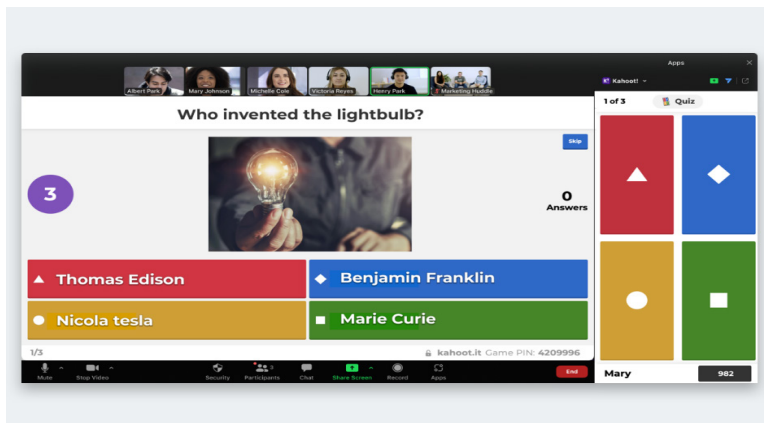 Apps
K! Kahoot!
1 of 3
Quiz
Albert Park
Mary Johnson
Michelle Cole
Victoria Reyes
Henry Park
Marketing Huddle
Who invented the lightbulb?
Skip
3
0
Answers
Thomas Edison
Benjamin Franklin
Nicola tesla
Marie Curie
1/3
kahoot.it Game PIN: 4209996
Mute
Stop Video
Security
Participants
3
Chat
Share Screen
Record
Apps
End
Mary
982